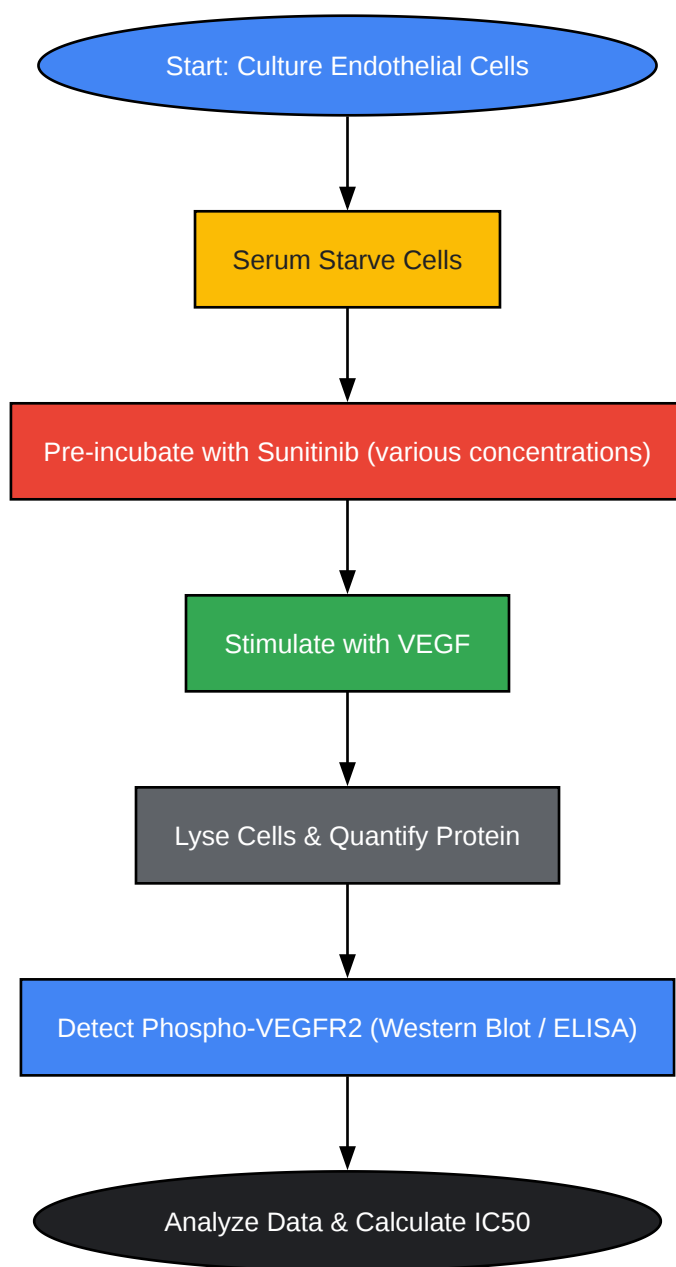 Start: Culture Endothelial Cells
Serum Starve Cells
Pre-incubate with Sunitinib (various concentrations)
Stimulate with VEGF
Lyse Cells & Quantify Protein
Detect Phospho-VEGFR2 (Western Blot / ELISA)
Analyze Data & Calculate IC50